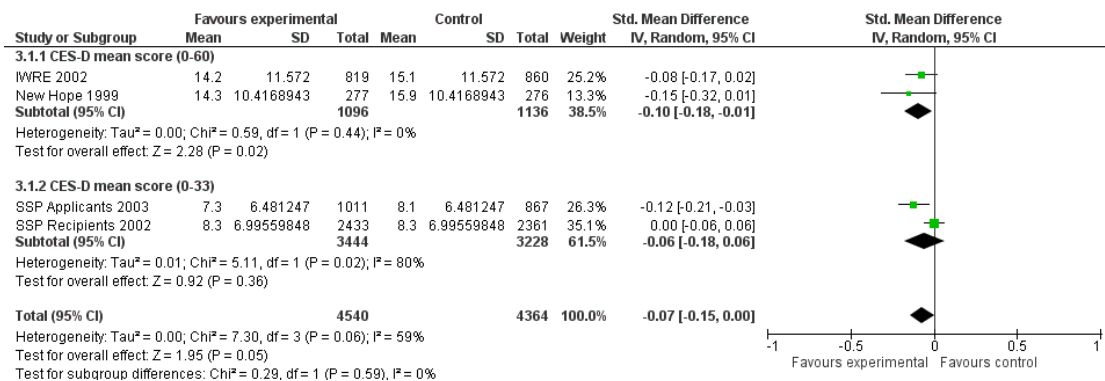 Favours experimental Control Std. Mean Difference Std. Mean Difference
Study or Subgroup Mean SD Total Mean SD Total Weight IV, Random, 95% CI IV, Random, 95% CI
3.1.1 CES-D mean score (0-60)
IWRE 2002 14.2 11.572 819 15.1 11.572 860 25.2% -0.08 [-0.17, 0.02]
New Hope 1999 14.3 10.4168943 277 15.9 10.4168943 276 13.3% -0.15 [-0.32, 0.01]
Subtotal (95% CI) 1096 1136 38.5% -0.10 [-0.18, -0.01]
Heterogeneity: Tau² = 0.00; Chi² = 0.59, df = 1 (P = 0.44); I² = 0%
Test for overall effect: Z = 2.28 (P = 0.02)
3.1.2 CES-D mean score (0-33)
SSP Applicants 2003 7.3 6.481247 1011 8.1 6.481247 867 26.3% -0.12 [-0.21, -0.03]
SSP Recipients 2002 8.3 6.99559848 2433 8.3 6.99559848 2361 35.1% 0.00 [-0.06, 0.06]
Subtotal (95% CI) 3444 3228 61.5% -0.06 [-0.18, 0.06]
Heterogeneity: Tau² = 0.01; Chi² = 5.11, df = 1 (P = 0.02); I² = 80%
Test for overall effect: Z = 0.92 (P = 0.36)
Total (95% CI) 4540 4364 100.0% -0.07 [-0.15, 0.00]
Heterogeneity: Tau² = 0.00; Chi² = 7.30, df = 3 (P = 0.06); I² = 59%
Test for overall effect: Z = 1.95 (P = 0.05)
Test for subgroup differences: Chi² = 0.29, df = 1 (P = 0.59), I² = 0%
-1 -0.5 0 0.5 1
Favours experimental Favours control